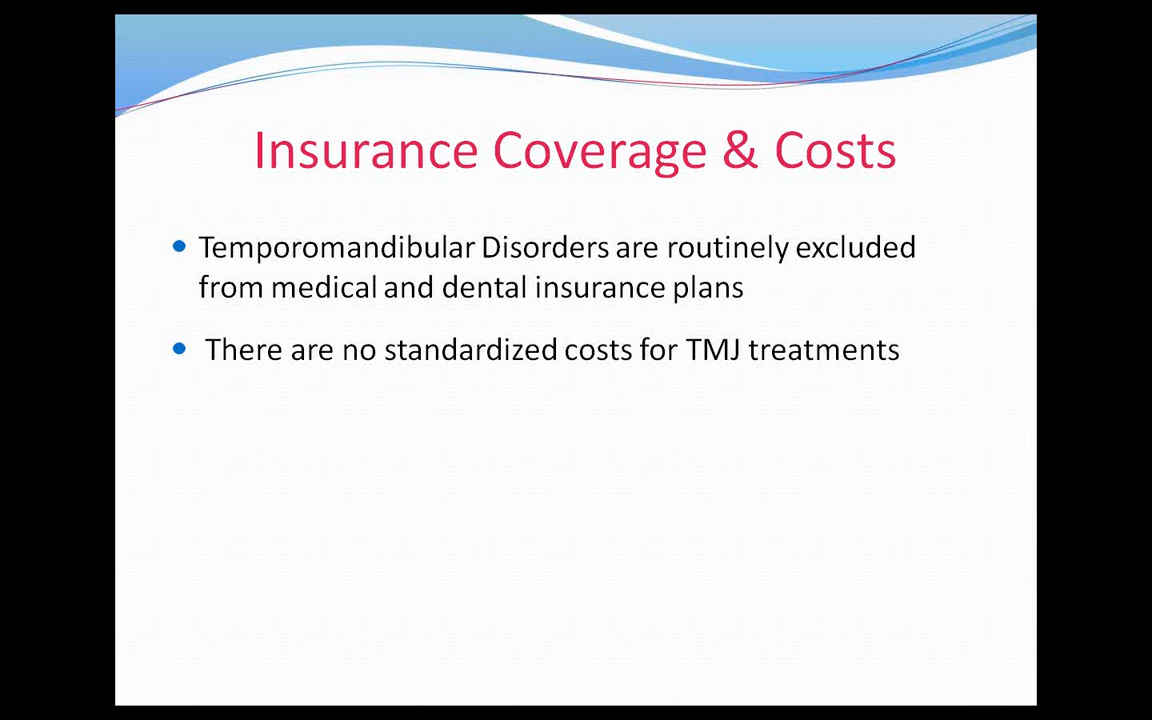 Insurance Coverage & Costs
• Temporomandibular Disorders are routinely excluded
from medical and dental insurance plans
• There are no standardized costs for TMJ treatments